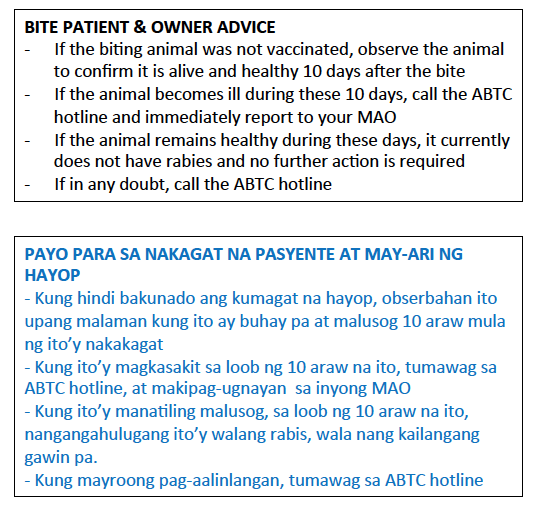 BITE PATIENT & OWNER ADVICE
- If the biting animal was not vaccinated, observe the animal
to confirm it is alive and healthy 10 days after the bite
- If the animal becomes ill during these 10 days, call the ABTC
hotline and immediately report to your MAO
- If the animal remains healthy during these days, it currently
does not have rabies and no further action is required
- If in any doubt, call the ABTC hotline
PAYO PARA SA NAKAGAT NA PASYENTE AT MAY-ARI NG
HAYOP
- Kung hindi bakunado ang kumagat na hayop, obserbahan ito
upang malaman kung ito ay buhay pa at malusog 10 araw mula
ng ito’y nakakagat
- Kung ito’y magkasakit sa loob ng 10 araw na ito, tumawag sa
ABTC hotline, at makipag-ugnayan sa inyong MAO
- Kung ito’y manatiling malusog, sa loob ng 10 araw na ito,
nangangahulugang ito’y walang rabis, wala nang kailangang
gawin pa.
- Kung mayroong pag-aalinlangan, tumawag sa ABTC hotline